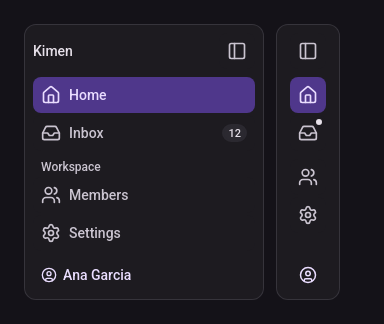 Kimen
Home
Inbox 12
Workspace
Members
Settings
Ana Garcia